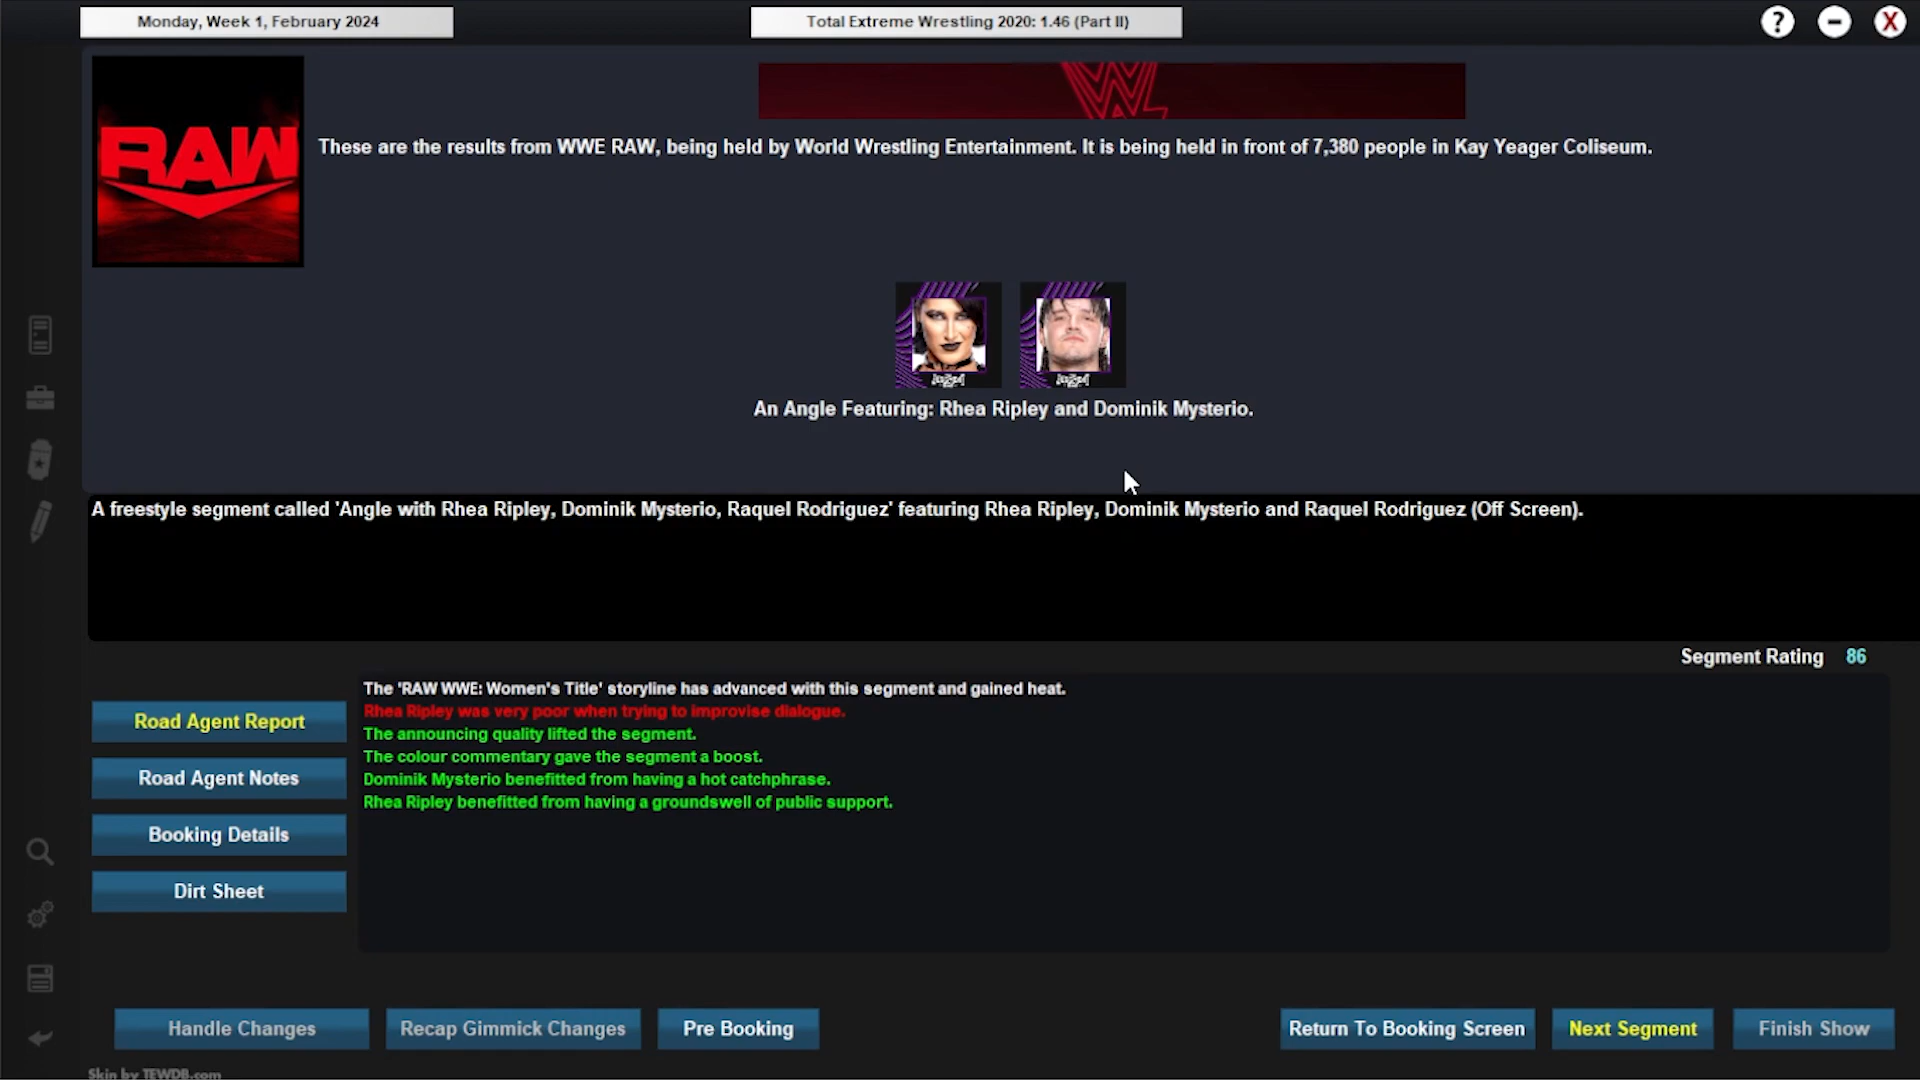 Monday, Week 1, February 2024
Total Extreme Wrestling 2020: 1.46 (Part II)
?
X
RAW
These are the results from WWE RAW, being held by World Wrestling Entertainment. It is being held in front of 7,380 people in Kay Yeager Coliseum.
An Angle Featuring: Rhea Ripley and Dominik Mysterio.
A freestyle segment called 'Angle with Rhea Ripley, Dominik Mysterio, Raquel Rodriguez' featuring Rhea Ripley, Dominik Mysterio and Raquel Rodriguez (Off Screen).
Segment Rating 86
The 'RAW WWE: Women's Title' storyline has advanced with this segment and gained heat.
Rhea Ripley was very poor when trying to improvise dialogue.
The announcing quality lifted the segment.
The colour commentary gave the segment a boost.
Dominik Mysterio benefitted from having a hot catchphrase.
Rhea Ripley benefitted from having a groundswell of public support.
Road Agent Report
Road Agent Notes
Booking Details
Dirt Sheet
Handle Changes
Recap Gimmick Changes
Pre Booking
Return To Booking Screen
Next Segment
Finish Show
Skin by TEWDB.com